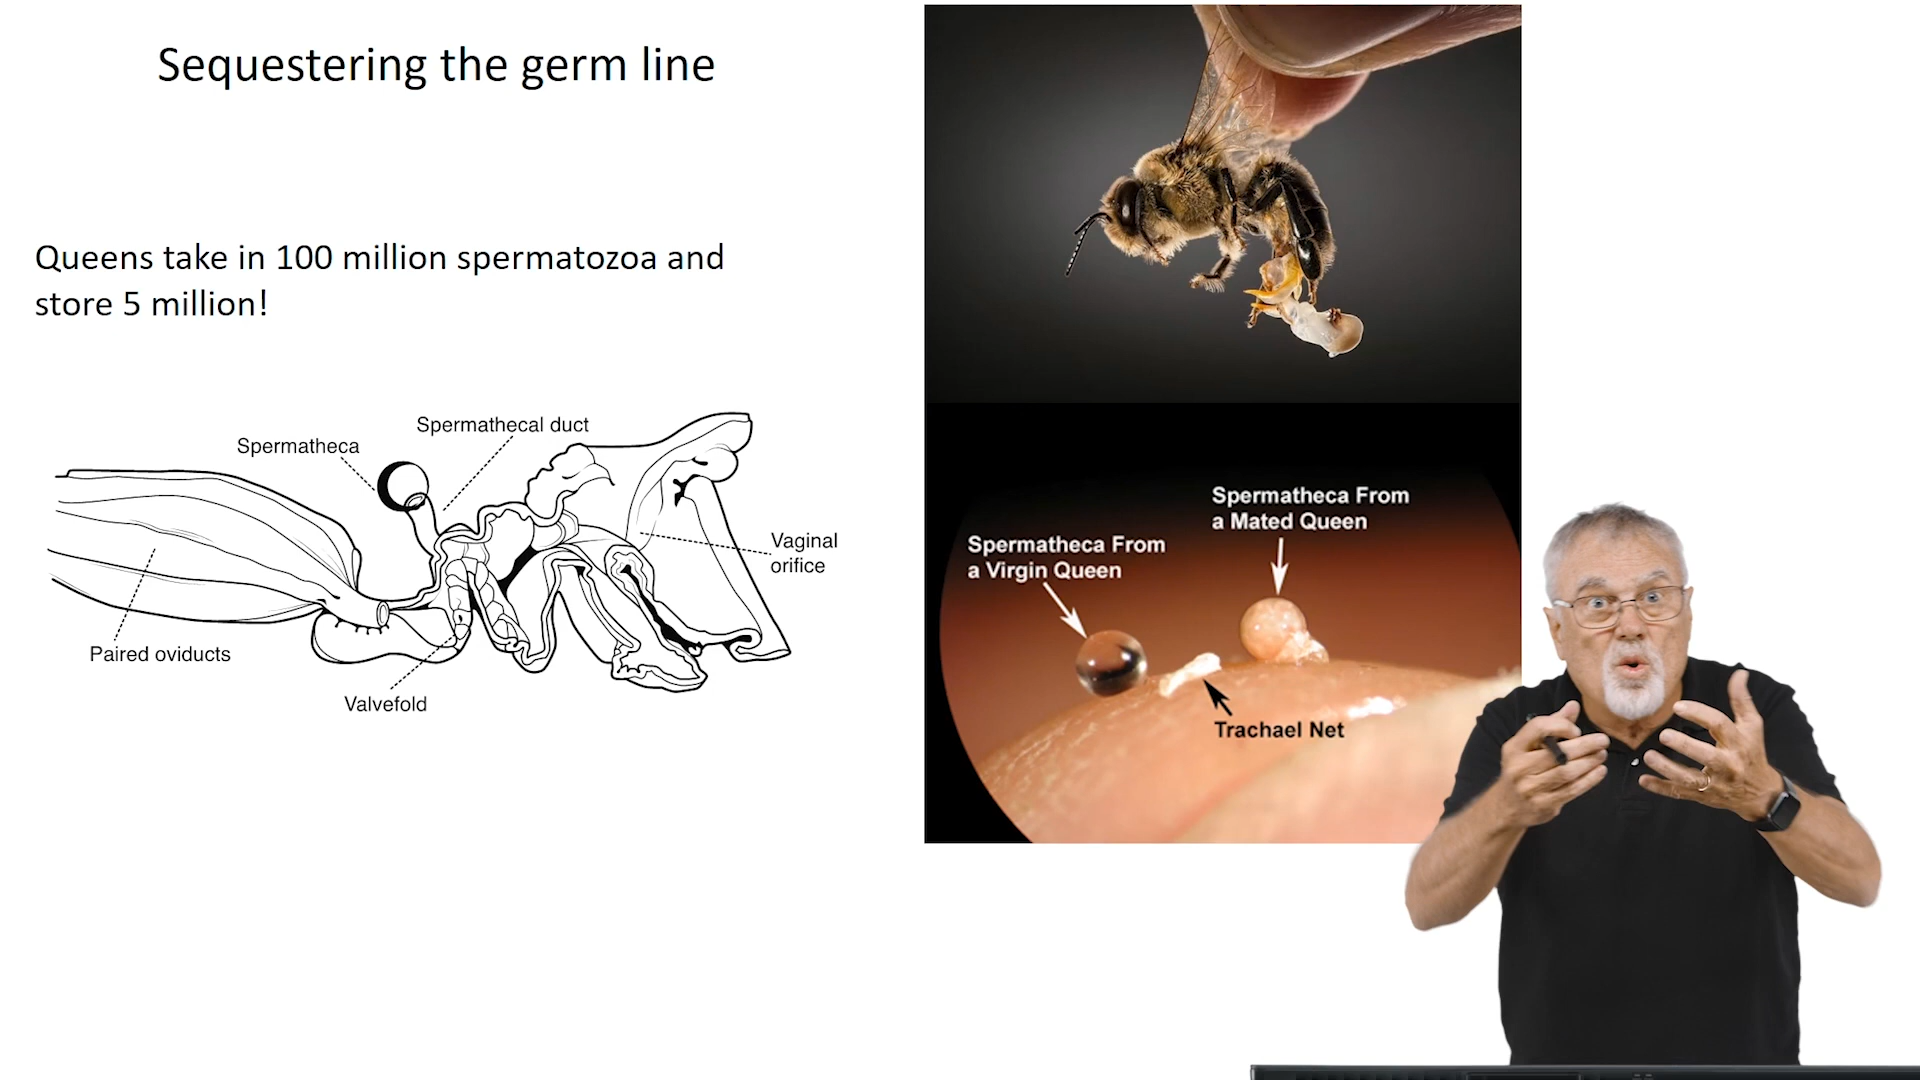 Sequestering the germ line
Queens take in 100 million spermatozoa and
store 5 million!
Spermathecal duct
Spermatheca
Vaginal
orifice
Paired oviducts
Valvefold
Spermatheca From
a Mated Queen
Spermatheca From
a Virgin Queen
Trachael Net